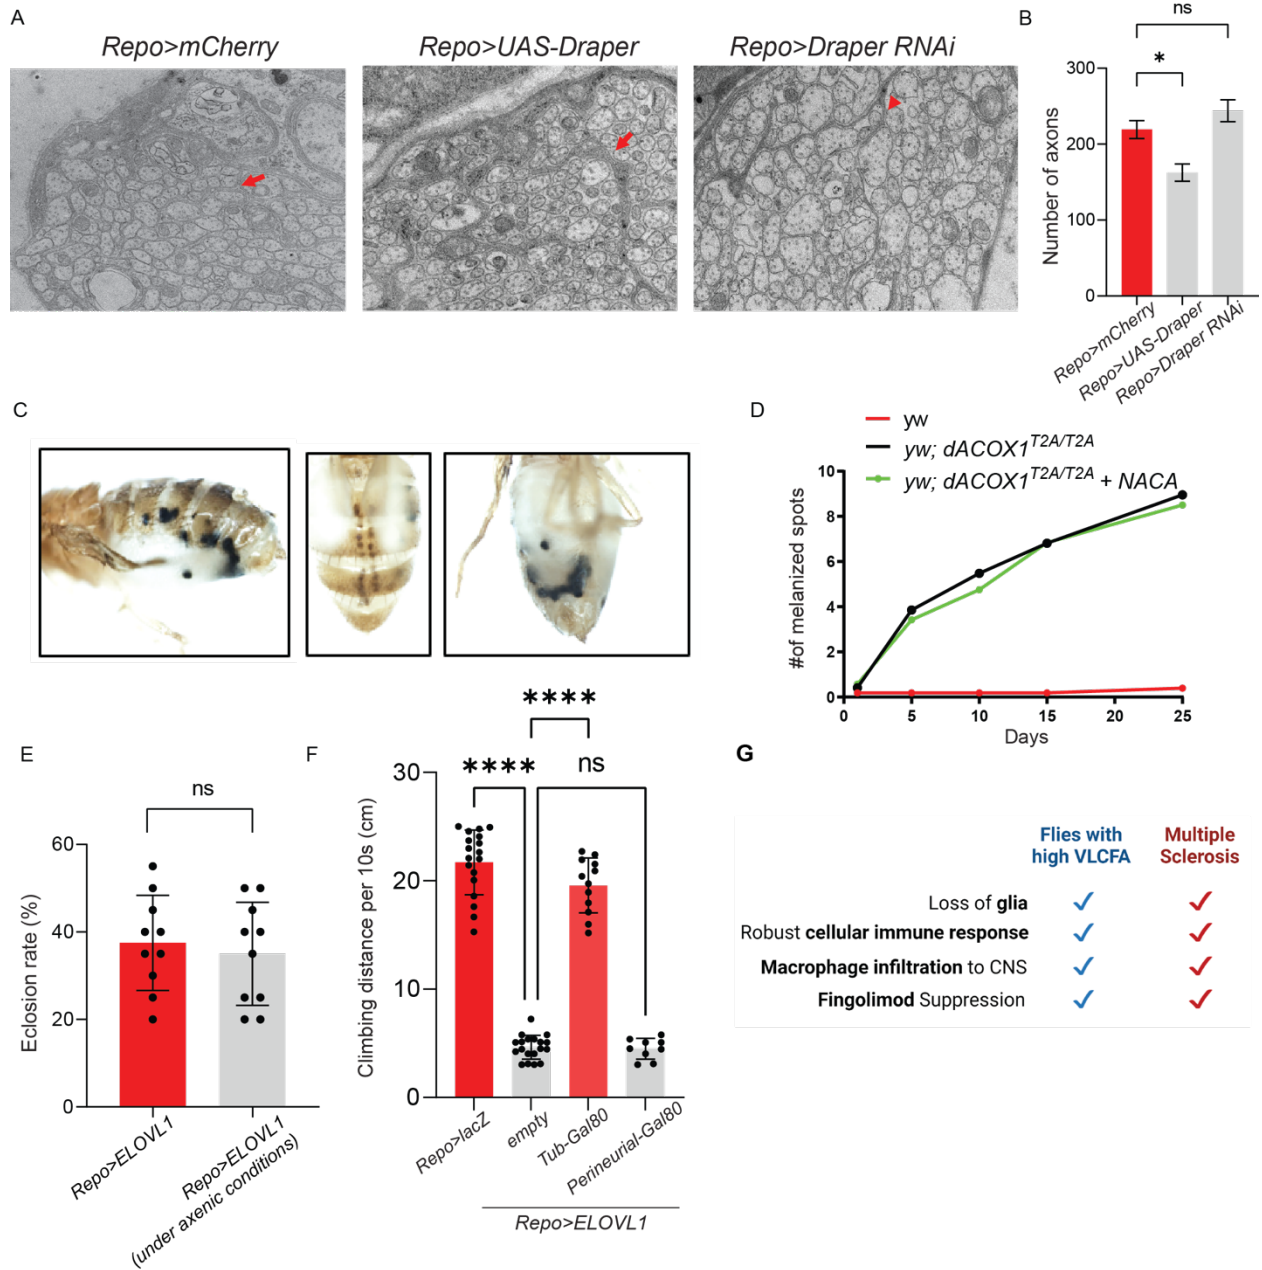 A
Repo>mCherry
Repo>UAS-Draper
Repo>Draper RNAi
B
ns
*
300
200
100
0
Number of axons
Repo>mCherry
Repo>UAS-Draper
Repo>Draper RNAi
C
D
yw
yw; dACOX1T2A/T2A
yw; dACOX1T2A/T2A + NACA
10
8
6
4
2
0
#of melanized spots
0 5 10 15 20 25
Days
E
ns
60
40
20
0
Eclosion rate (%)
Repo>ELOVL1
Repo>ELOVL1
(under axenic conditions)
F
****
****
ns
30
20
10
0
Climbing distance per 10s (cm)
Repo>lacZ
empty
Tub-Gal80
Perineurial-Gal80
Repo>ELOVL1
G
Flies with
high VLCFA
Multiple
Sclerosis
Loss of glia
Robust cellular immune response
Macrophage infiltration to CNS
Fingolimod Suppression